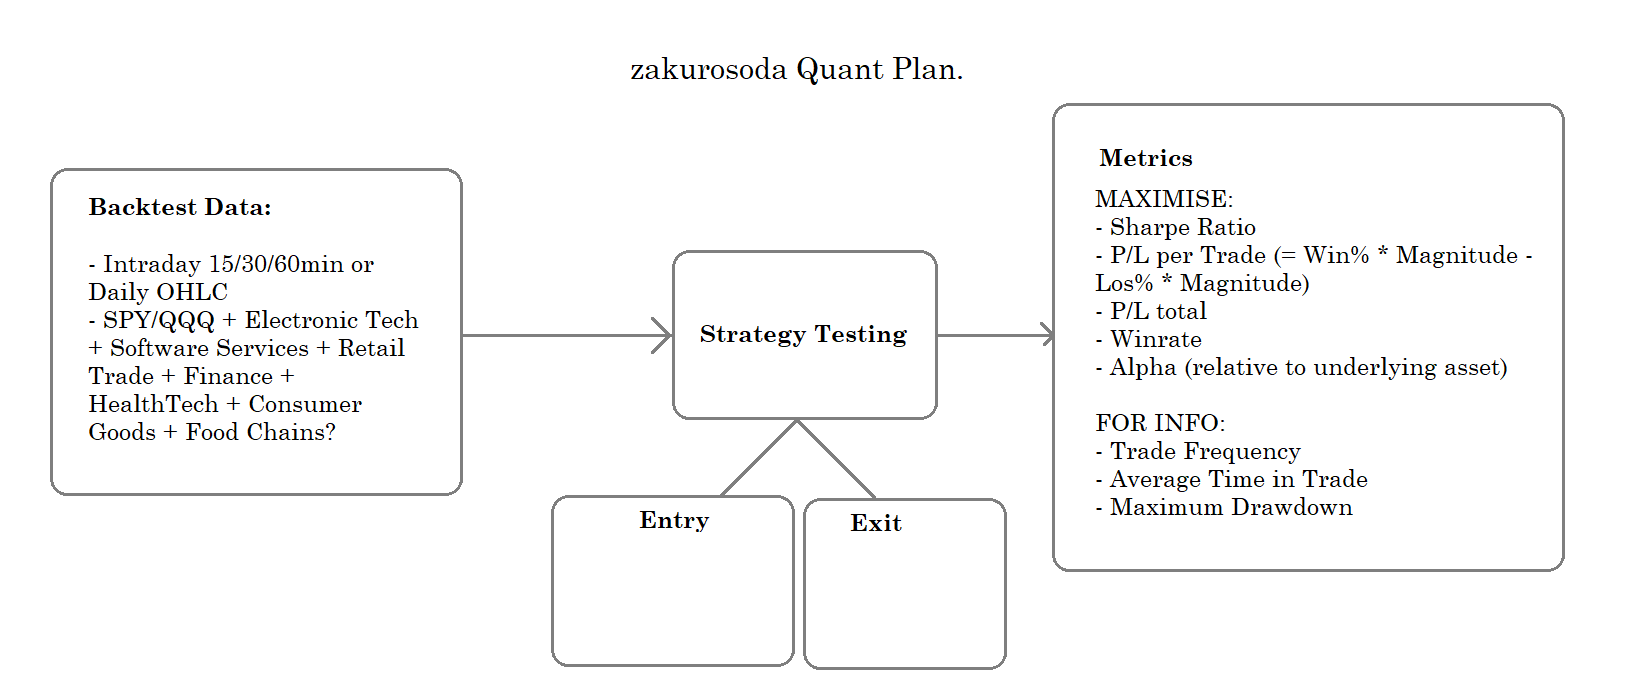 zakurosoda Quant Plan.
Backtest Data:
- Intraday 15/30/60min or
Daily OHLC
- SPY/QQQ + Electronic Tech
+ Software Services + Retail
Trade + Finance +
HealthTech + Consumer
Goods + Food Chains?
Strategy Testing
Entry
Exit
Metrics
MAXIMISE:
- Sharpe Ratio
- P/L per Trade (= Win% * Magnitude -
Los% * Magnitude)
- P/L total
- Winrate
- Alpha (relative to underlying asset)
FOR INFO:
- Trade Frequency
- Average Time in Trade
- Maximum Drawdown